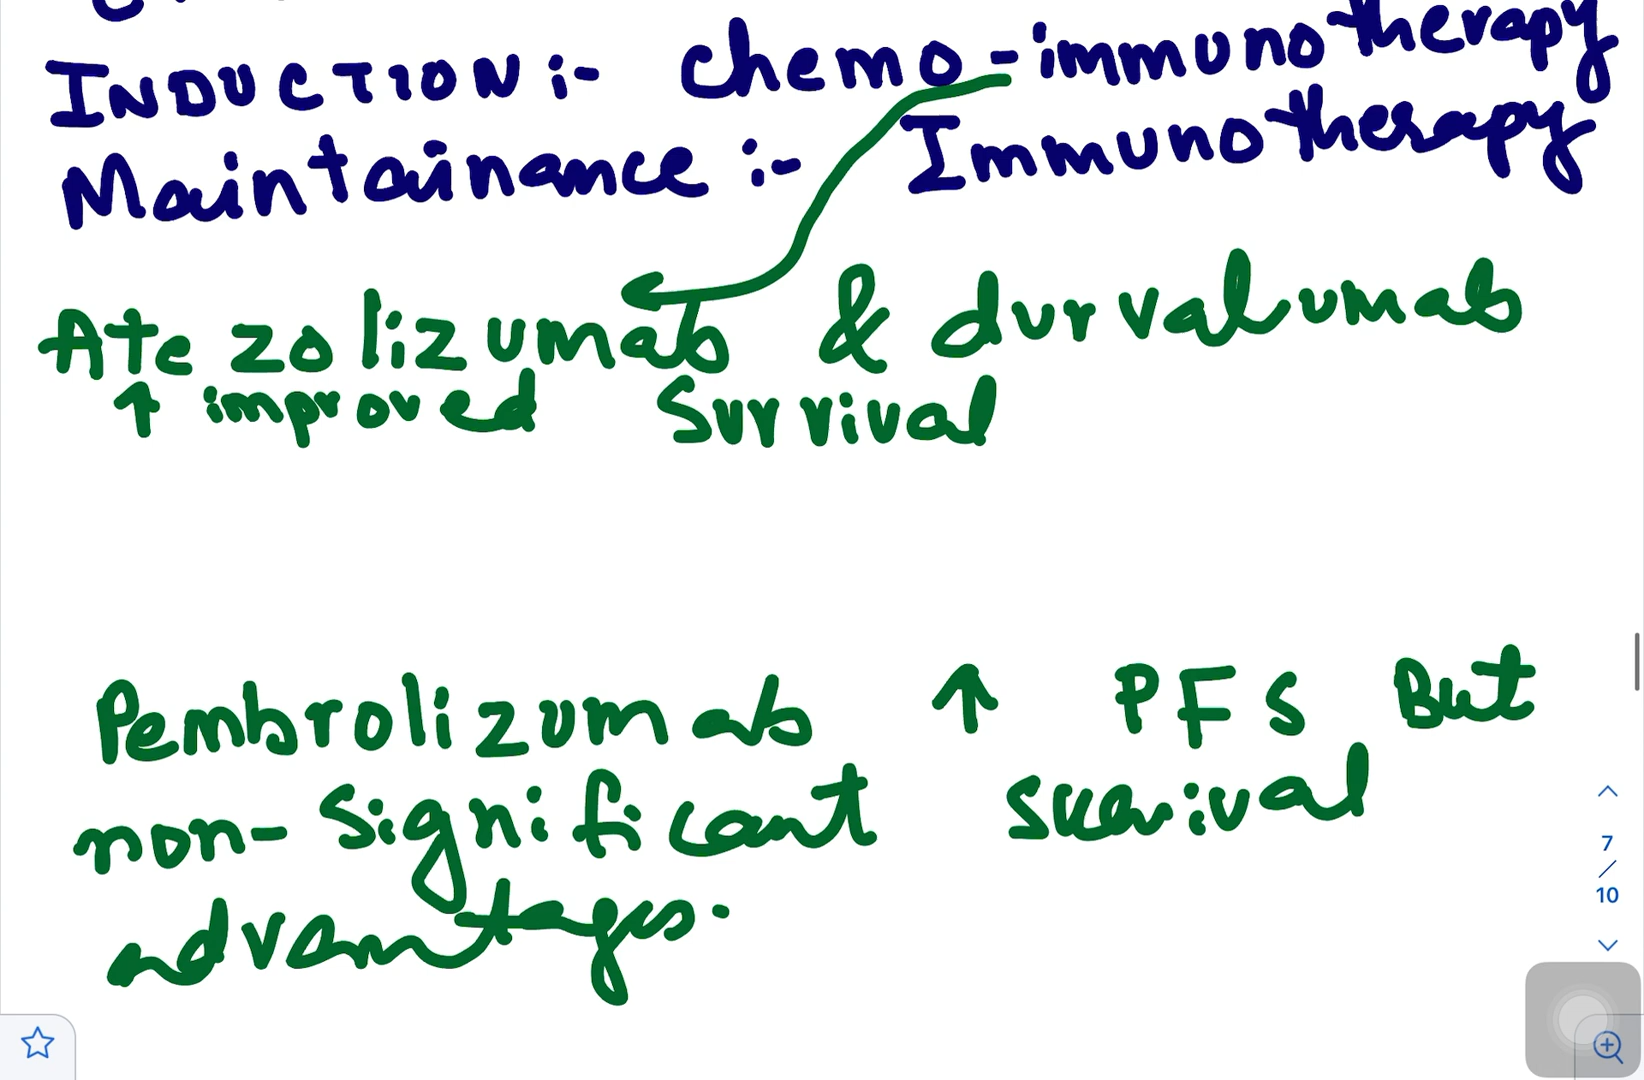 INDUCTION :- chemo-immunotherapy
Maintainance :- Immunotherapy
Atezolizumab & durvalumab
↑ improved Survival
Pembrolizumab ↑ PFS But
non-significant survival
advantages.
7
/
10